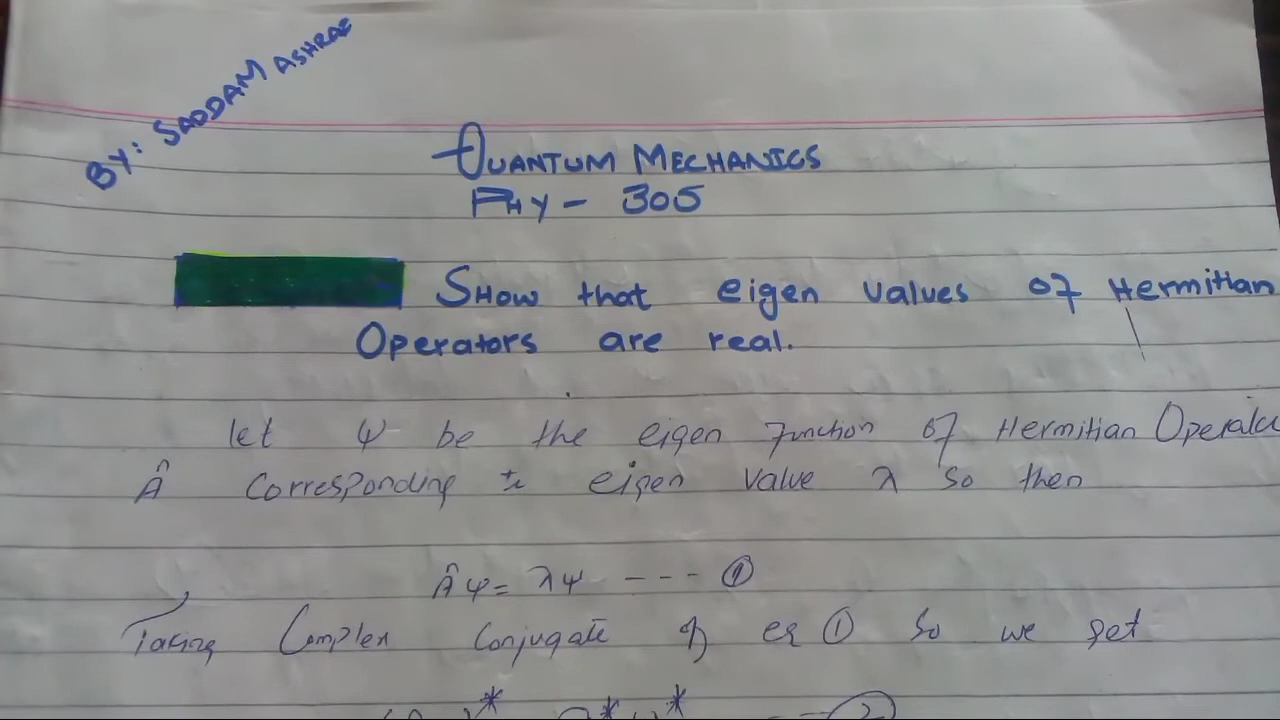 BY: SADDAM ASHRAF
QUANTUM MECHANICS
PHY - 305
SHow that eigen values of Hermitian
Operators are real.
let ψ be the eigen function of Hermitian Operator
Â Corresponding to eigen value λ so then
Âψ = λψ ---- ①
Taking Complex Conjugate of eq ① so we get